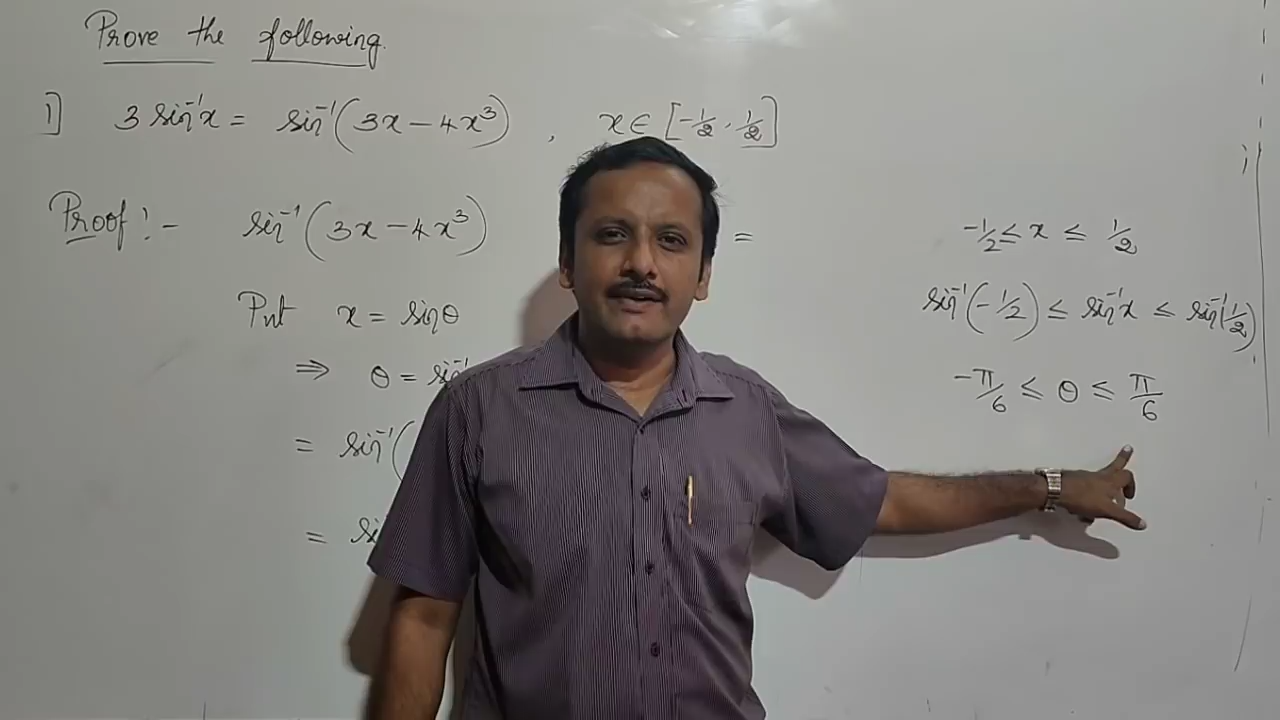 Prove the following.
1] 3 sin⁻¹x = sin⁻¹(3x − 4x³) , x ∈ [-1/2, 1/2]
Proof :- sin⁻¹(3x − 4x³) =
Put x = sinθ
⇒ θ = sin⁻¹
= sin⁻¹(
=
-1/2 ≤ x ≤ 1/2
sin⁻¹(-1/2) ≤ sin⁻¹x ≤ sin⁻¹(1/2)
-π/6 ≤ θ ≤ π/6